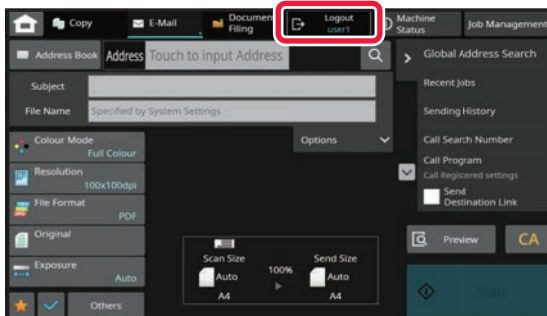 Copy
E-Mail
Documen
Filing
Logout
user1
Machine
Status
Job Management
Address Book
Address
Touch to input Address
Global Address Search
Subject
Recent Jobs
File Name
Specified by System Settings
Sending History
Colour Mode
Full Colour
Options
Call Search Number
Resolution
100x100dpi
Call Program
Call Registered settings
File Format
PDF
Send
Destination Link
Original
Preview
CA
Scan Size
Send Size
Exposure
Auto
Auto
100%
Auto
A4
A4
Others
Start